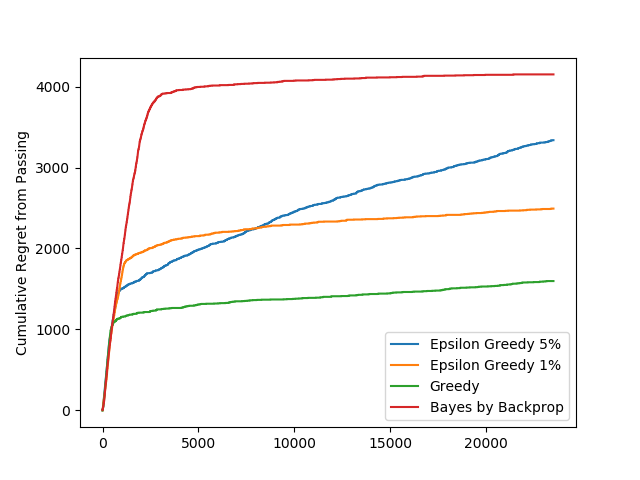 Cumulative Regret from Passing
4000
3000
2000
1000
0
0 5000 10000 15000 20000
Epsilon Greedy 5%
Epsilon Greedy 1%
Greedy
Bayes by Backprop